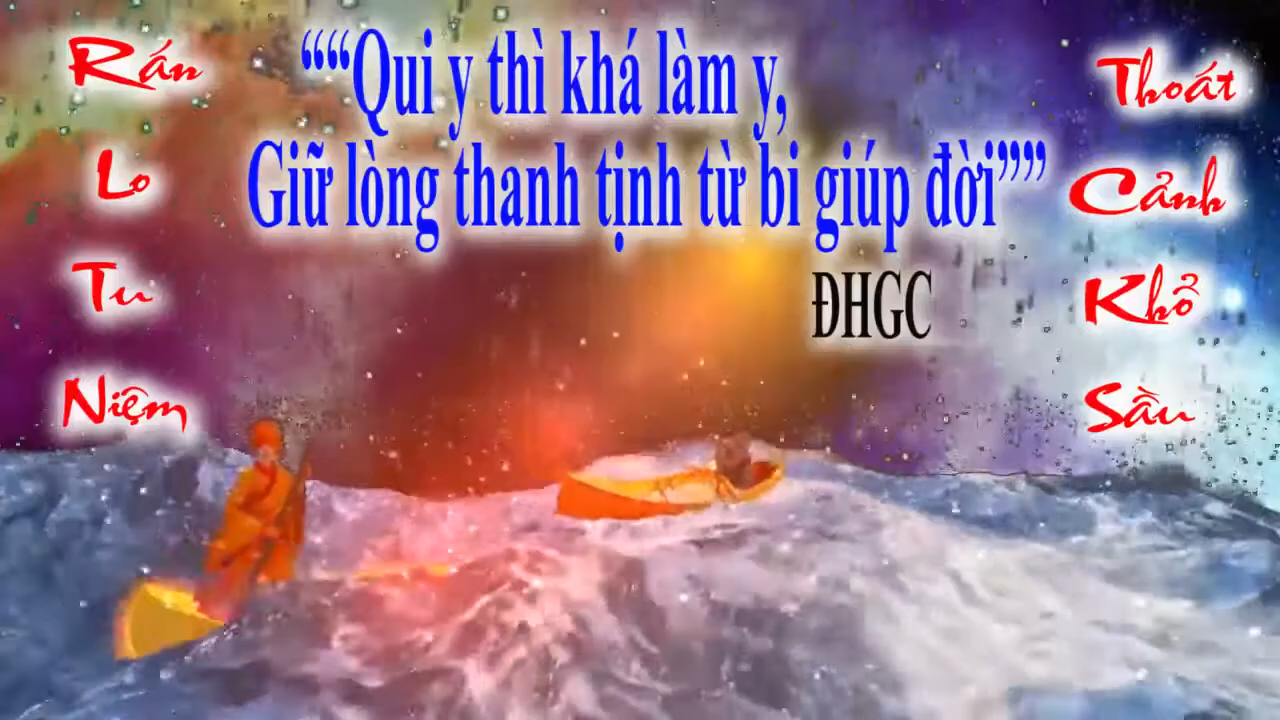 Rán
Lo
Tu
Niệm
““Qui y thì khá làm y,
Giữ lòng thanh tịnh từ bi giúp đời””
ĐHGC
Thoát
Cảnh
Khổ
Sầu